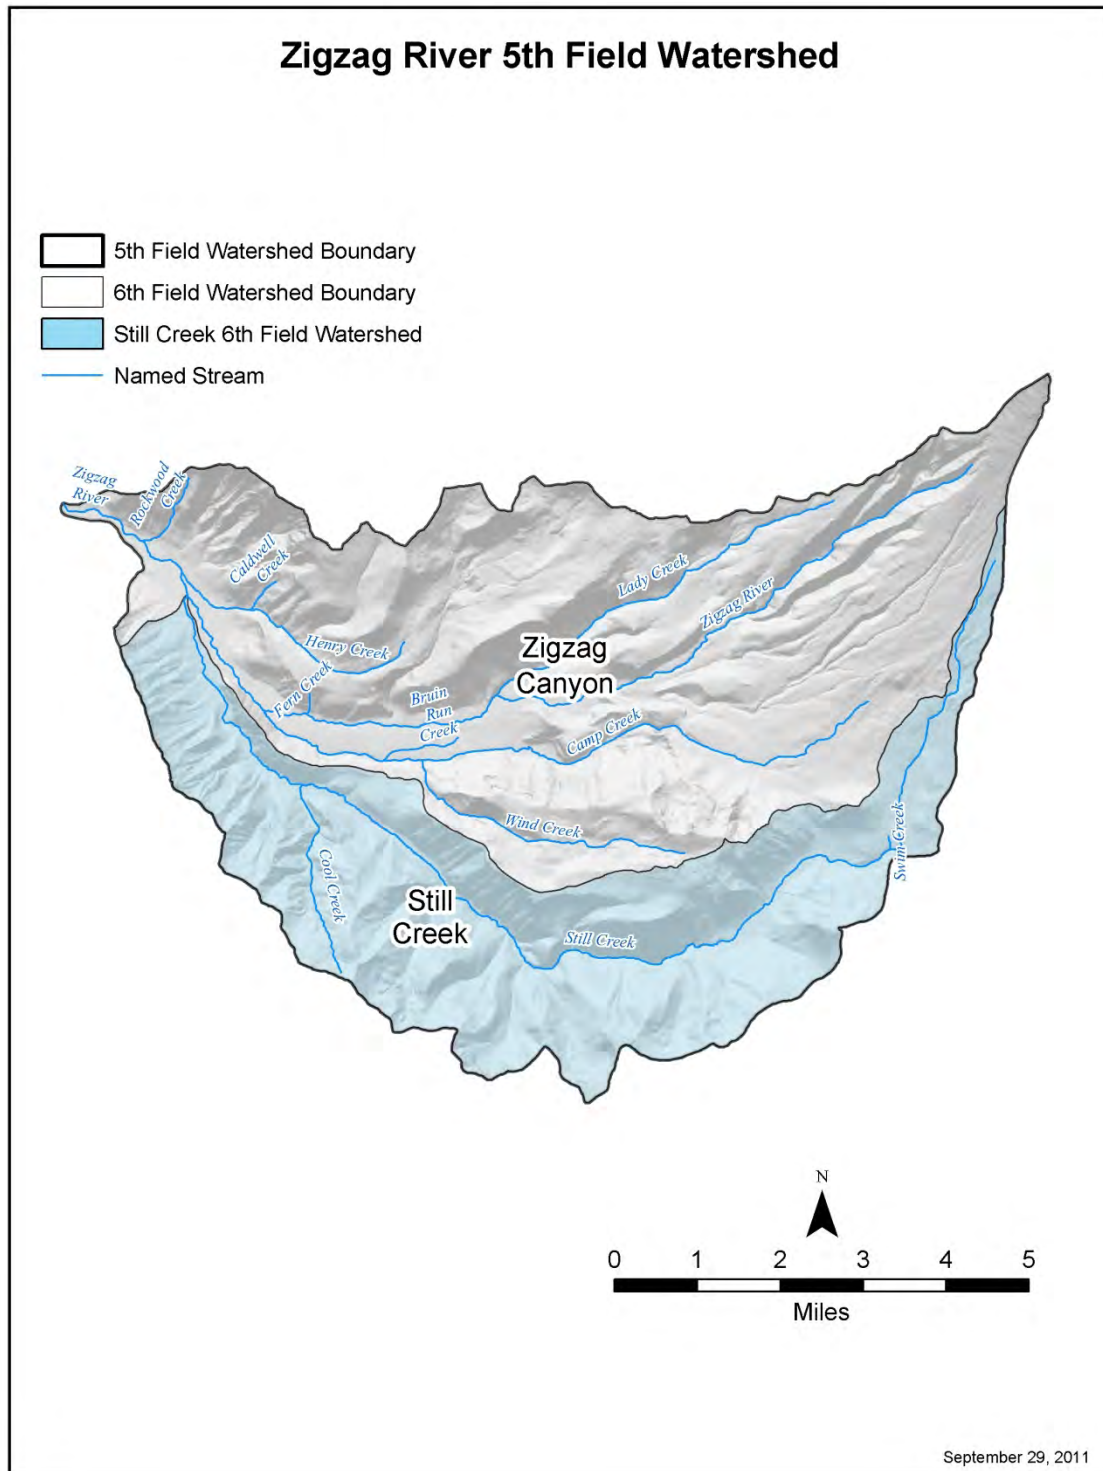 Zigzag River 5th Field Watershed
5th Field Watershed Boundary
6th Field Watershed Boundary
Still Creek 6th Field Watershed
Named Stream
Zigzag
River
Rockwood
Creek
Caldwell
Creek
Lady Creek
Zigzag River
Henry Creek
Zigzag
Canyon
Fern Creek
Bruin
Run
Creek
Camp Creek
Wind Creek
Swim Creek
Cool Creek
Still
Creek
Still Creek
N
0 1 2 3 4 5
Miles
September 29, 2011